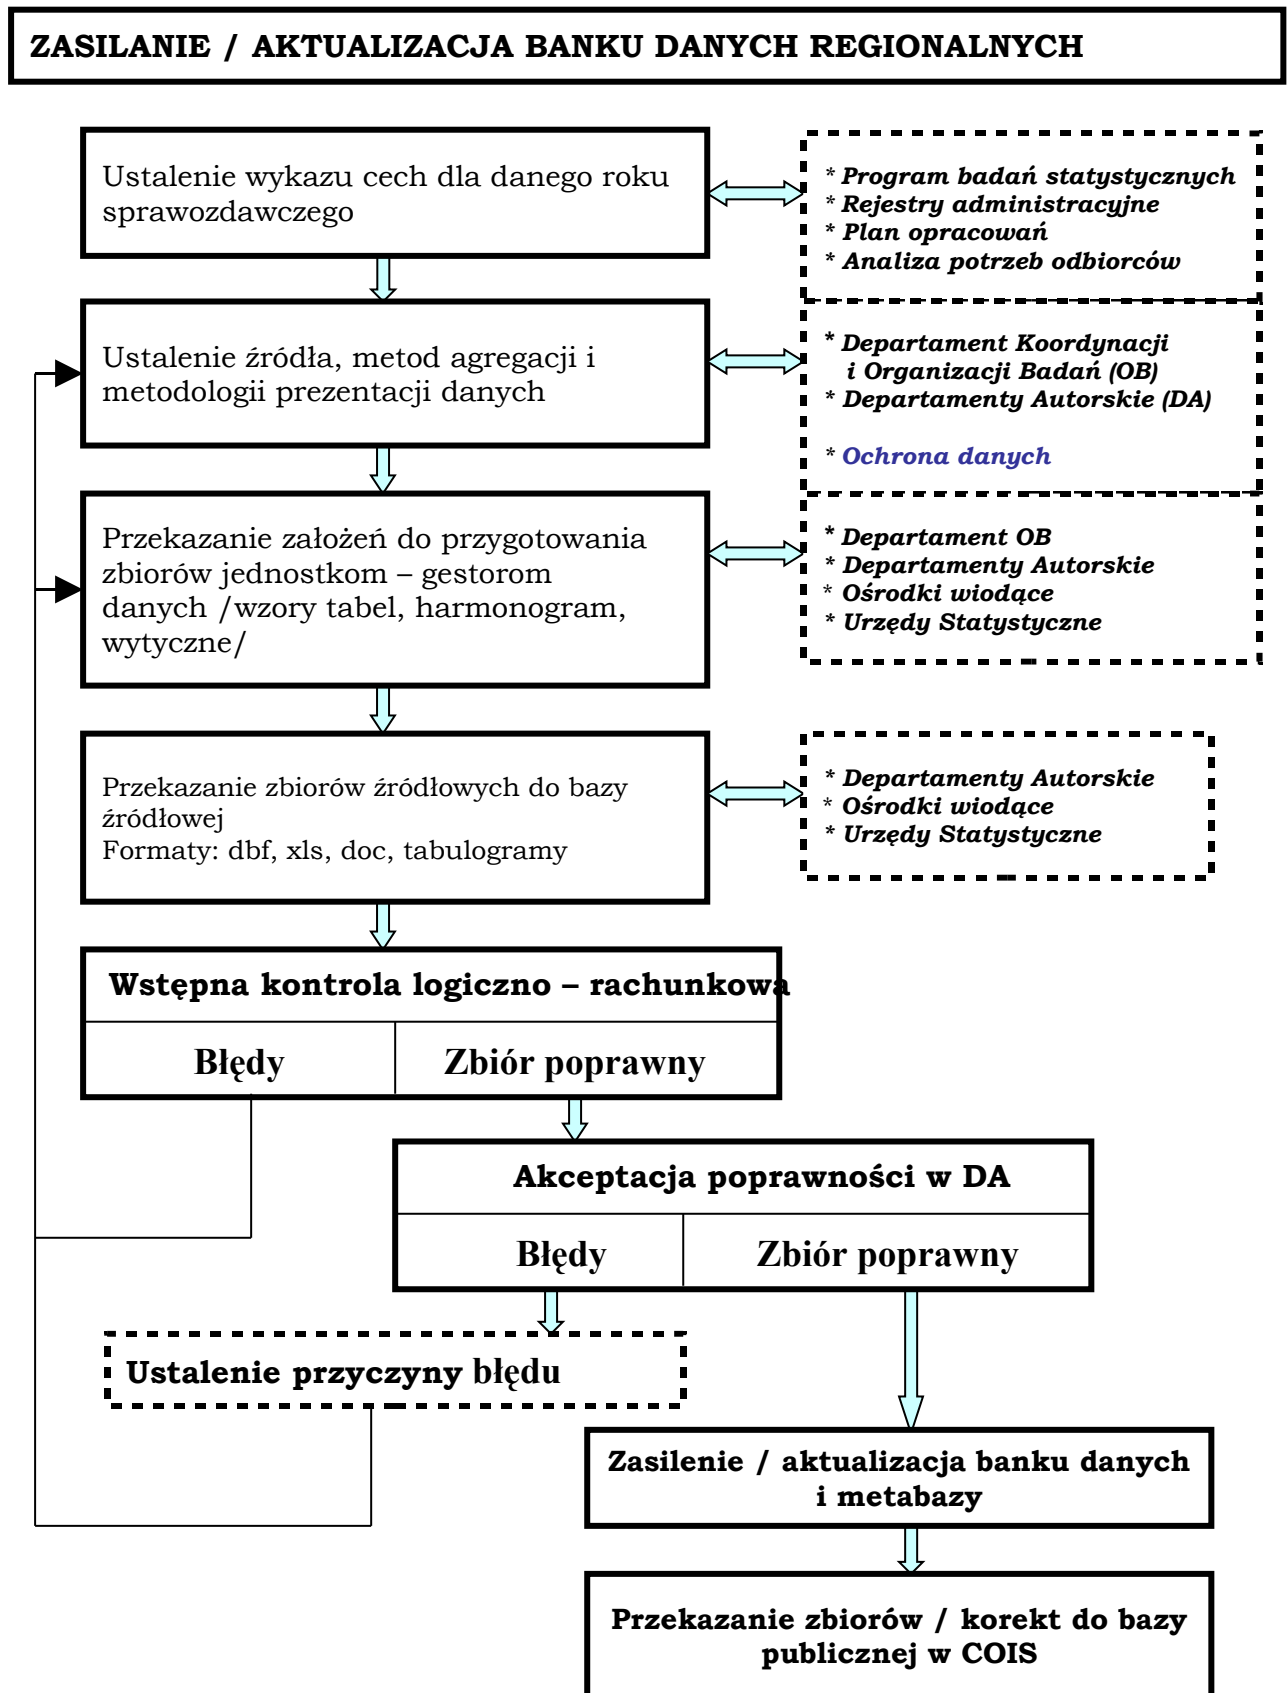 ZASILANIE / AKTUALIZACJA BANKU DANYCH REGIONALNYCH
Ustalenie wykazu cech dla danego roku
sprawozdawczego
* Program badań statystycznych
* Rejestry administracyjne
* Plan opracowań
* Analiza potrzeb odbiorców
Ustalenie źródła, metod agregacji i
metodologii prezentacji danych
* Departament Koordynacji
i Organizacji Badań (OB)
* Departamenty Autorskie (DA)
* Ochrona danych
Przekazanie założeń do przygotowania
zbiorów jednostkom – gestorom
danych /wzory tabel, harmonogram,
wytyczne/
* Departament OB
* Departamenty Autorskie
* Ośrodki wiodące
* Urzędy Statystyczne
Przekazanie zbiorów źródłowych do bazy
źródłowej
Formaty: dbf, xls, doc, tabulogramy
* Departamenty Autorskie
* Ośrodki wiodące
* Urzędy Statystyczne
Wstępna kontrola logiczno – rachunkowa
Błędy Zbiór poprawny
Akceptacja poprawności w DA
Błędy Zbiór poprawny
Ustalenie przyczyny błędu
Zasilenie / aktualizacja banku danych
i metabazy
Przekazanie zbiorów / korekt do bazy
publicznej w COIS